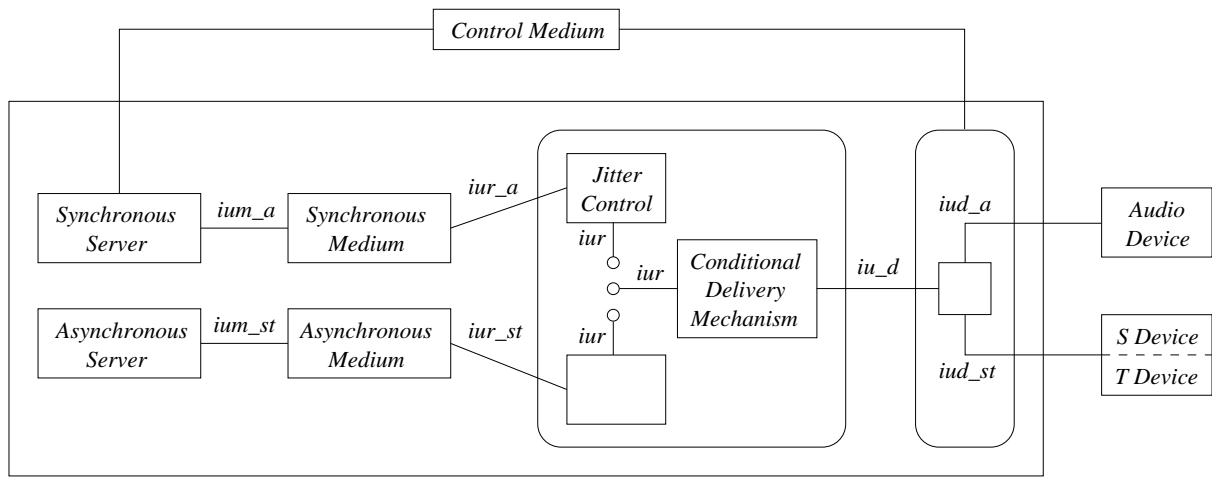 Control Medium
Synchronous
Server
ium_a
Synchronous
Medium
iur_a
Jitter
Control
iur
iur
Conditional
Delivery
Mechanism
iu_d
iud_a
Audio
Device
Asynchronous
Server
ium_st
Asynchronous
Medium
iur_st
iur
iud_st
S Device
T Device